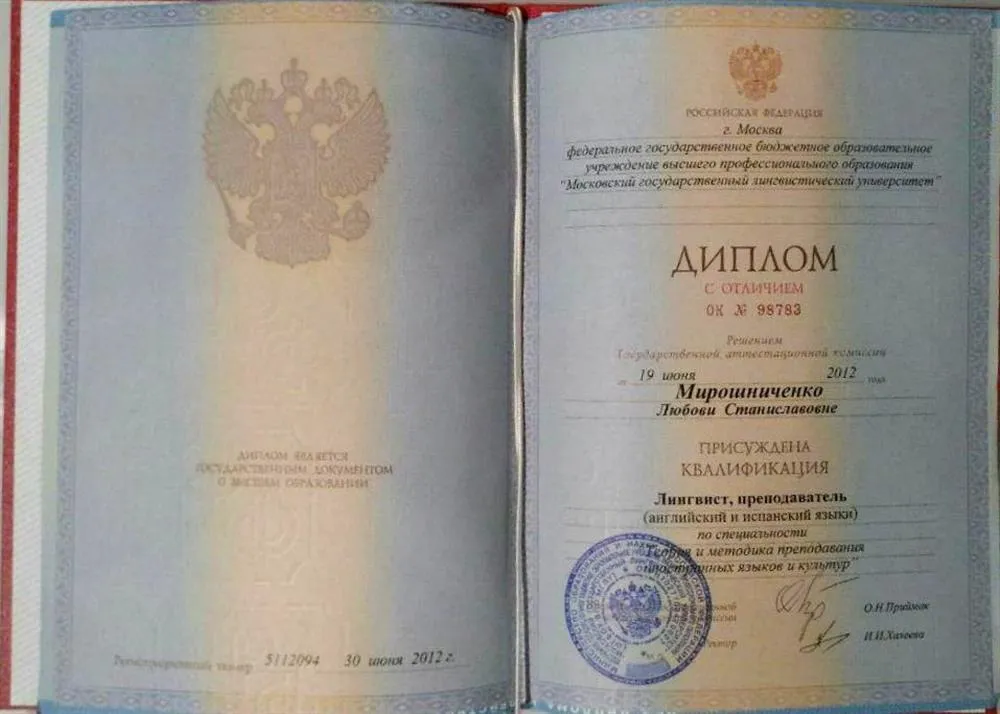 ДИПЛОМ ЯВЛЯЕТСЯ
ГОСУДАРСТВЕННЫМ ДОКУМЕНТОМ
О ВЫСШЕМ ОБРАЗОВАНИИ
Регистрационный номер 5112094 30 июня 2012 г.
РОССИЙСКАЯ ФЕДЕРАЦИЯ
г. Москва
федеральное государственное бюджетное образовательное
учреждение высшего профессионального образования
"Московский государственный лингвистический университет"
ДИПЛОМ
С ОТЛИЧИЕМ
ОК № 98783
Решением
Государственной аттестационной комиссии
от 19 июня 2012 года
Мирошниченко
Любови Станиславовне
ПРИСУЖДЕНА
КВАЛИФИКАЦИЯ
Лингвист, преподаватель
(английский и испанский языки)
по специальности
"Теория и методика преподавания
иностранных языков и культур"
О.Н.Приймак
И.И.Халеева